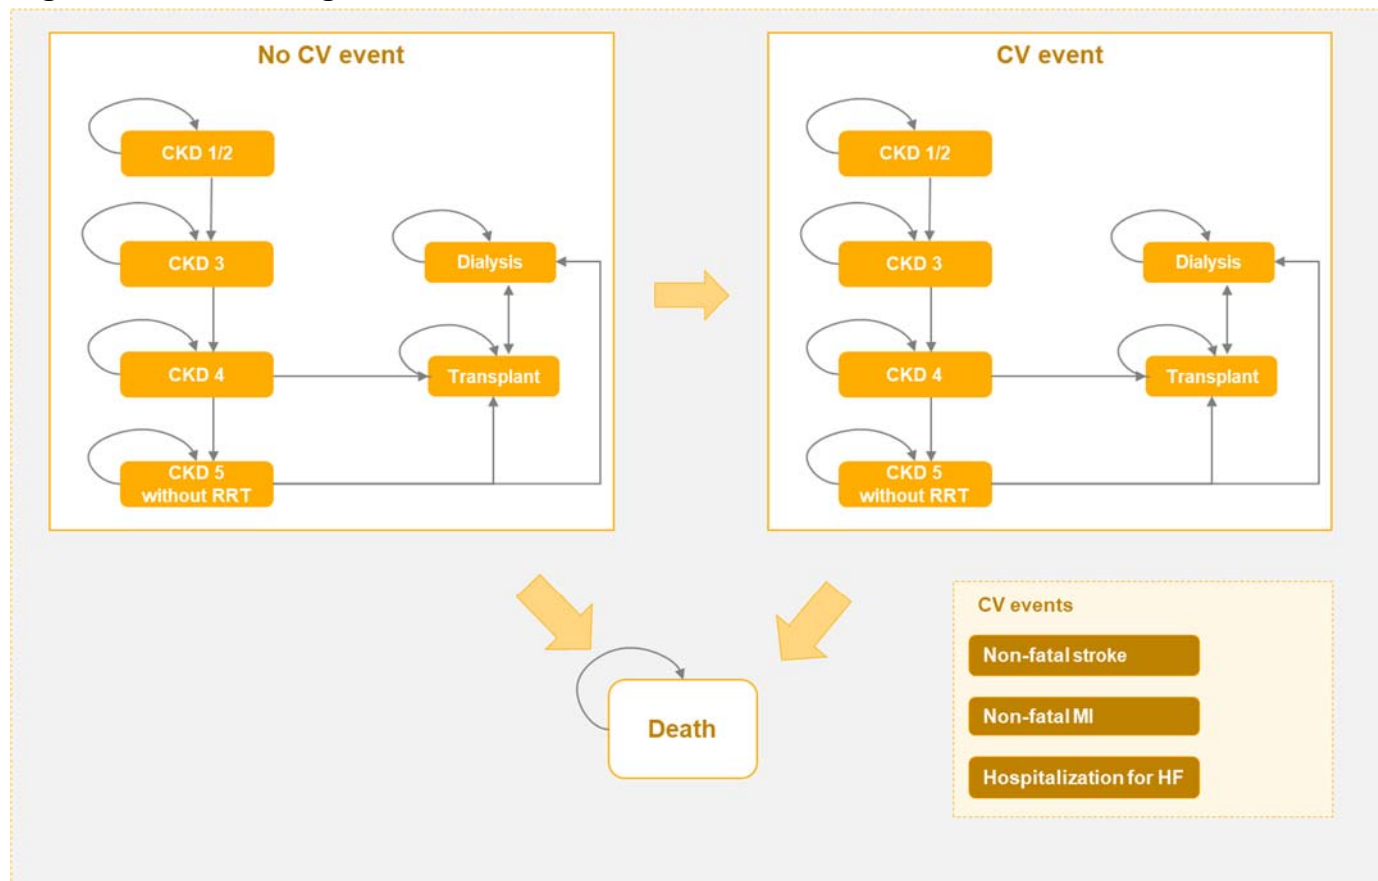 No CV event
CKD 1/2
CKD 3
Dialysis
CKD 4
Transplant
CKD 5
without RRT
CV event
CKD 1/2
CKD 3
Dialysis
CKD 4
Transplant
CKD 5
without RRT
Death
CV events
Non-fatal stroke
Non-fatal MI
Hospitalization for HF